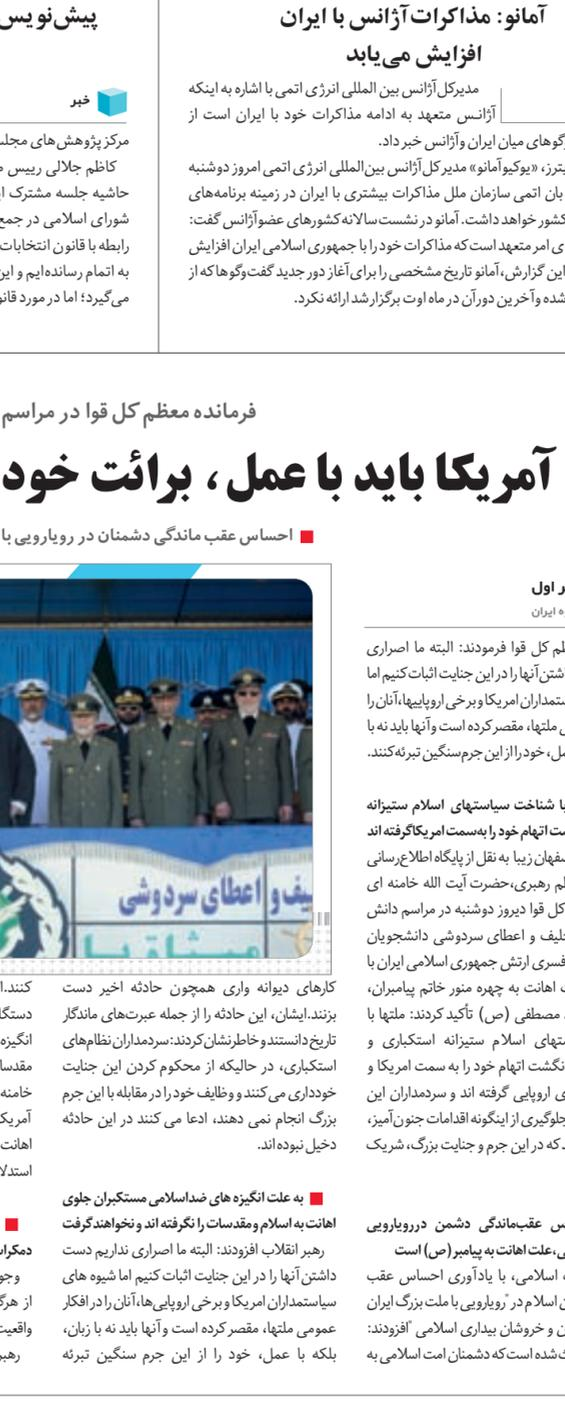 آمانو: مذاکرات آژانس با ایران
افزایش می‌یابد
مدیرکل آژانس بین المللی انرژی اتمی با اشاره به اینکه
آژانس متعهد به ادامه مذاکرات خود با ایران است از
گوهای میان ایران و آژانس خبر داد.
یترز، «یوکیو آمانو» مدیرکل آژانس بین‌المللی انرژی اتمی امروز دوشنبه
بان اتمی سازمان ملل مذاکرات بیشتری با ایران در زمینه برنامه‌های
کشور خواهد داشت. آمانو در نشست سالانه کشورهای عضو آژانس گفت:
ی امر متعهد است که مذاکرات خود را با جمهوری اسلامی ایران افزایش
این گزارش، آمانو تاریخ مشخصی را برای آغاز دور جدید گفت‌وگوها که از
شده و آخرین دور آن در ماه اوت برگزار شد ارائه نکرد.
پیش‌نویس
خبر
مرکز پژوهش‌های مجلس
کاظم جلالی رییس م
حاشیه جلسه مشترک ا
شورای اسلامی در جمع
رابطه با قانون انتخابات
به اتمام رسانده‌ایم و این
می‌گیرد؛ اما در مورد قانو
فرمانده معظم کل قوا در مراسم
آمریکا باید با عمل، برائت خود
احساس عقب ماندگی دشمنان در رویارویی با
ر اول
ه ایران
ظم کل قوا فرمودند: البته ما اصراری
اشتن آنها را در این جنایت اثبات کنیم اما
ستمداران امریکا و برخی اروپاییها، آنان را
ی ملتها، مقصر کرده است و آنها باید نه با
مل، خود را از این جرم سنگین تبرئه کنند.
با شناخت سیاستهای اسلام ستیزانه
ست اتهام خود را به سمت امریکا گرفته اند
صفهان زیبا به نقل از پایگاه اطلاع‌رسانی
ظم رهبری، حضرت آیت الله خامنه ای
کل قوا دیروز دوشنبه در مراسم دانش
حلیف و اعطای سردوشی دانشجویان
فسری ارتش جمهوری اسلامی ایران با
ت اهانت به چهره منور خاتم پیامبران،
مصطفی (ص) تأکید کردند: ملتها با
ستهای اسلام ستیزانه استکباری و
نگشت اتهام خود را به سمت امریکا و
ی اروپایی گرفته اند و سردمداران این
جلوگیری از اینگونه اقدامات جنون‌آمیز،
د که در این جرم و جنایت بزرگ، شریک
س عقب‌ماندگی دشمن در رویارویی
ی، علت اهانت به پیامبر (ص) است
اسلامی، با یادآوری احساس عقب
ن اسلام در "رویارویی با ملت بزرگ ایران
ن و خروشان بیداری اسلامی "افزودند:
ث شده است که دشمنان امت اسلامی به
یف و اعطای سردوشی
کارهای دیوانه واری همچون حادثه اخیر دست
بزنند. ایشان، این حادثه را از جمله عبرت‌های ماندگار
تاریخ دانستند و خاطرنشان کردند: سردمداران نظام‌های
استکباری، در حالیکه از محکوم کردن این جنایت
خودداری می‌کنند و وظایف خود را در مقابله با این جرم
بزرگ انجام نمی دهند، ادعا می کنند در این حادثه
دخیل نبوده‌اند.
به علت انگیزه های ضداسلامی مستکبران جلوی
اهانت به اسلام و مقدسات را نگرفته اند و نخواهند گرفت
رهبر انقلاب افزودند: البته ما اصراری نداریم دست
داشتن آنها را در این جنایت اثبات کنیم اما شیوه های
سیاستمداران امریکا و برخی اروپایی‌ها، آنان را در افکار
عمومی ملتها، مقصر کرده است و آنها باید نه با زبان،
بلکه با عمل، خود را از این جرم سنگین تبرئه
کنند. ا
دستگا
انگیزه
مقدسا
خامنه
آمریک
اهانت
استدلا
دمکرا
وجو
از هرگ
واقعیت
رهبر